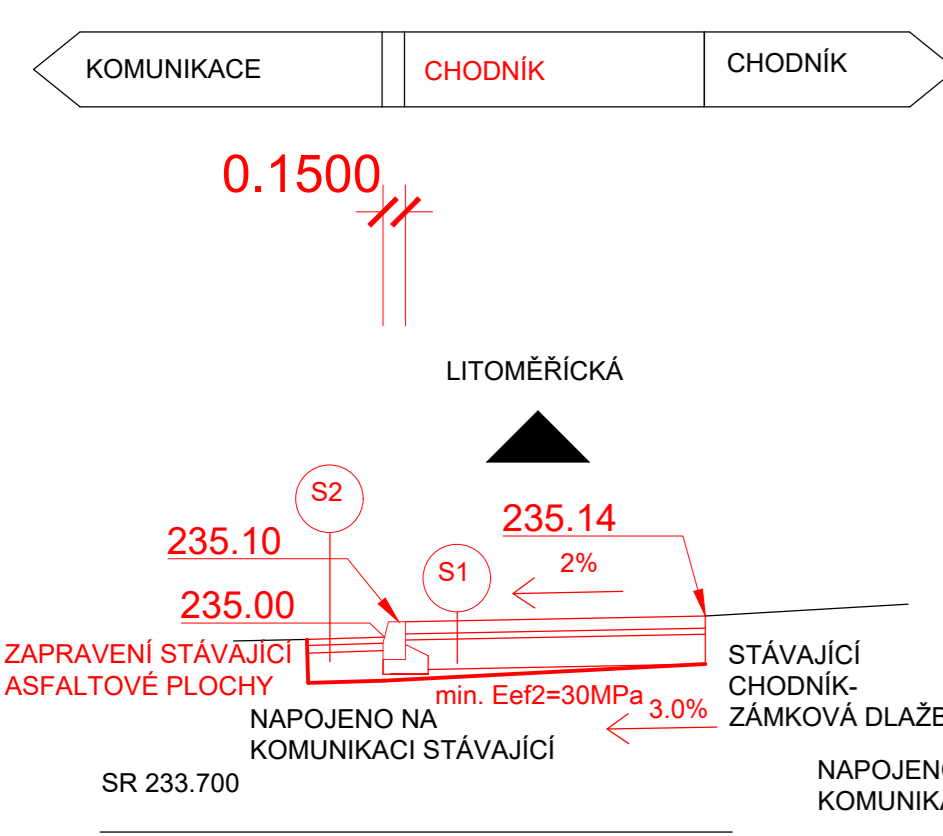 KOMUNIKACE
CHODNÍK
CHODNÍK
0.1500
LITOMĚŘÍCKÁ
S2
235.10
235.14
S1
2%
235.00
ZAPRAVENÍ STÁVAJÍCÍ
ASFALTOVÉ PLOCHY
min. Eef2=30MPa
3.0%
STÁVAJÍCÍ
CHODNÍK-
ZÁMKOVÁ
NAPOJENO NA
KOMUNIKACI STÁVAJÍCÍ
SR 233.700